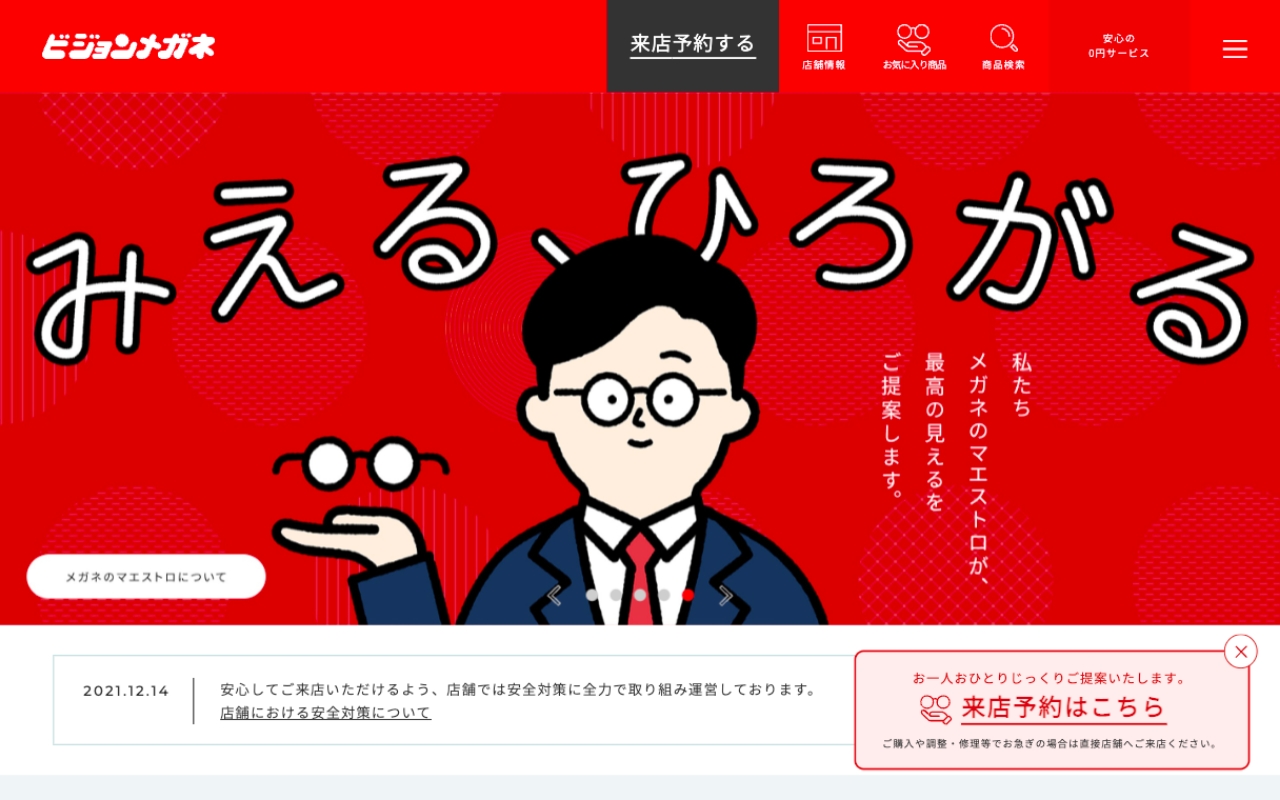 ビジョンメガネ
来店予約する
店舗情報
お気に入り商品
商品検索
安心の
0円サービス
みえる、ひろがる
私たち
メガネのマエストロが、
最高の見えるを
ご提案します。
メガネのマエストロについて
2021.12.14
安心してご来店いただけるよう、店舗では安全対策に全力で取り組み運営しております。
店舗における安全対策について
お一人おひとりじっくりご提案いたします。
来店予約はこちら
ご購入や調整・修理等でお急ぎの場合は直接店舗へご来店ください。